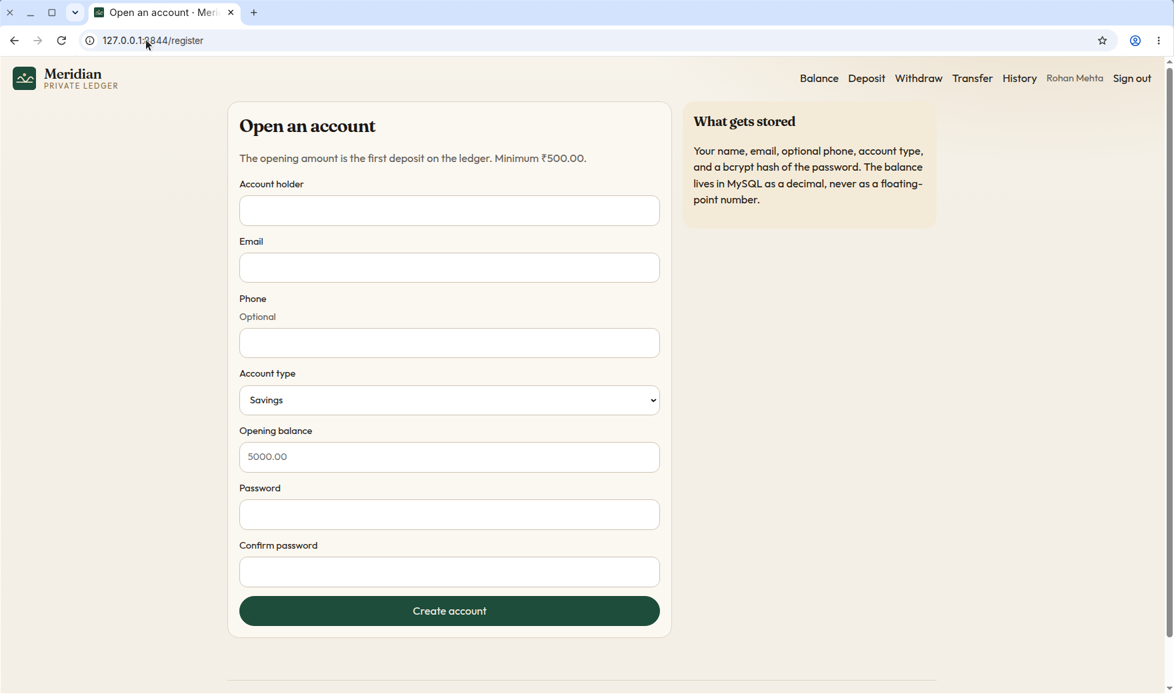 Open an account · Meri
127.0.0.1:2844/register
Meridian
PRIVATE LEDGER
Balance Deposit Withdraw Transfer History Rohan Mehta Sign out
Open an account
The opening amount is the first deposit on the ledger. Minimum ₹500.00.
Account holder
Email
Phone
Optional
Account type
Savings
Opening balance
5000.00
Password
Confirm password
Create account
What gets stored
Your name, email, optional phone, account type,
and a bcrypt hash of the password. The balance
lives in MySQL as a decimal, never as a floating-
point number.